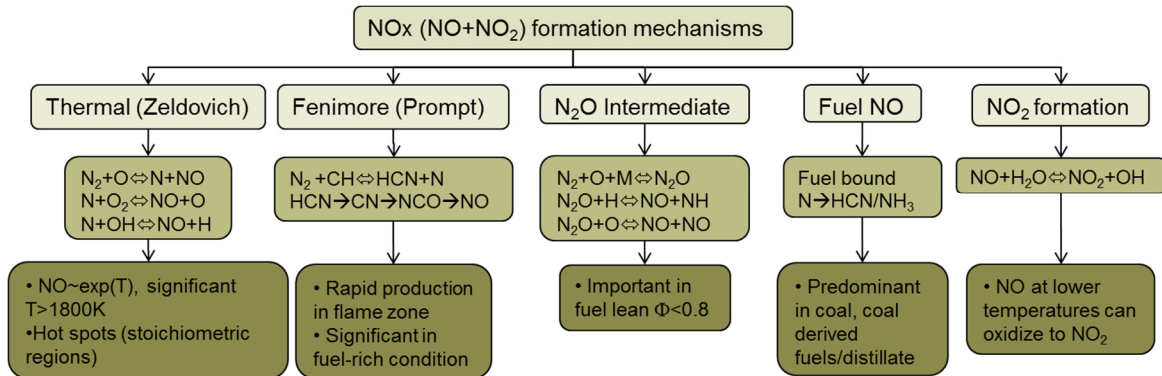 NOx (NO+NO₂) formation mechanisms
Thermal (Zeldovich)
Fenimore (Prompt)
N₂O Intermediate
Fuel NO
NO₂ formation
N₂+O⇔N+NO
N+O₂⇔NO+O
N+OH⇔NO+H
N₂ +CH⇔HCN+N
HCN→CN→NCO→NO
N₂+O+M⇔N₂O
N₂O+H⇔NO+NH
N₂O+O⇔NO+NO
Fuel bound
N→HCN/NH₃
NO+H₂O⇔NO₂+OH
• NO~exp(T), significant
T>1800K
•Hot spots (stoichiometric
regions)
• Rapid production
in flame zone
• Significant in
fuel-rich condition
• Important in
fuel lean Φ<0.8
• Predominant
in coal, coal
derived
fuels/distillate
• NO at lower
temperatures can
oxidize to NO₂